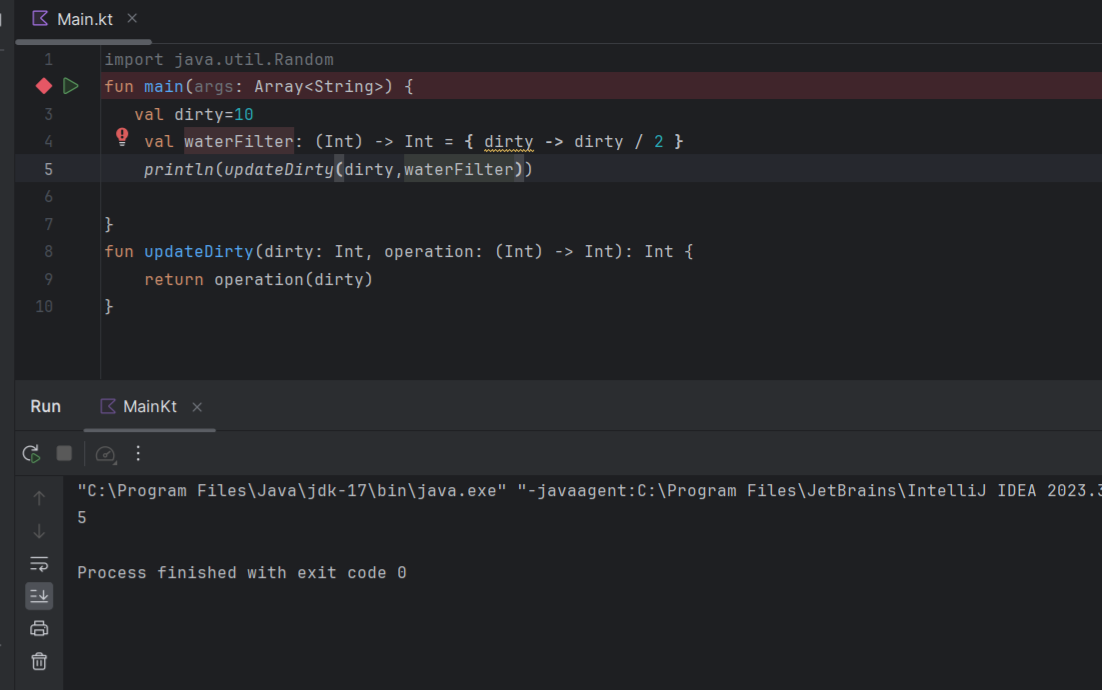 Main.kt
1 import java.util.Random
fun main(args: Array<String>) {
3 val dirty=10
4 val waterFilter: (Int) -> Int = { dirty -> dirty / 2 }
5 println(updateDirty(dirty,waterFilter))
6
7 }
8 fun updateDirty(dirty: Int, operation: (Int) -> Int): Int {
9 return operation(dirty)
10 }
Run MainKt
"C:\Program Files\Java\jdk-17\bin\java.exe" "-javaagent:C:\Program Files\JetBrains\IntelliJ IDEA 2023.3
5
Process finished with exit code 0